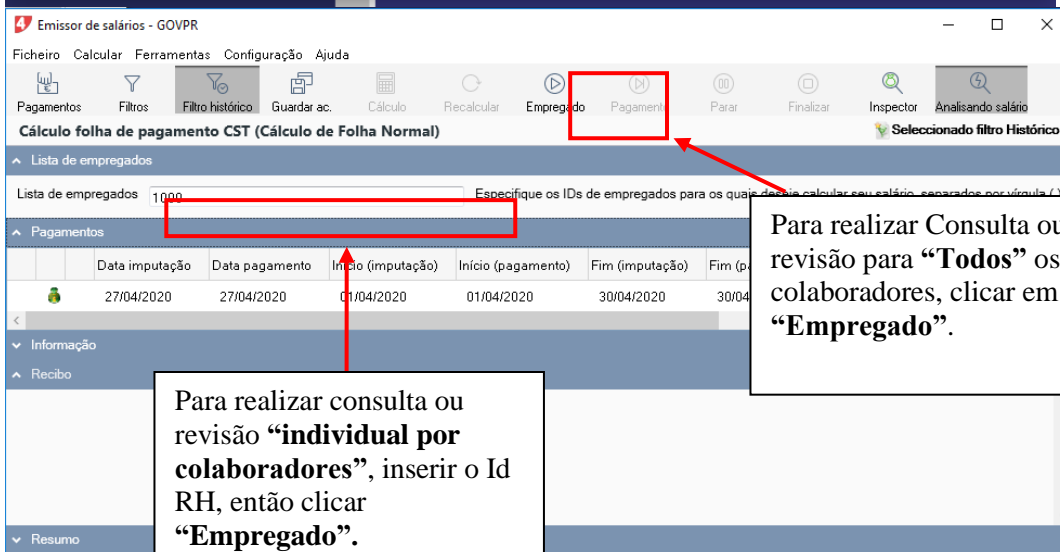 Emissor de salários - GOVPR
Ficheiro Calcular Ferramentas Configuração Ajuda
Pagamentos Filtros Filtro histórico Guardar ac. Cálculo Recalcular Empregado Pagamento Parar Finalizar Inspector Analisando salário
Cálculo folha de pagamento CST (Cálculo de Folha Normal) Seleccionado filtro Histórico
Lista de empregados
Lista de empregados 1000 Especifique os IDs de empregados para os quais deseje calcular seu salário, separados por vírgula (,)
Pagamentos
Data imputação Data pagamento Início (imputação) Início (pagamento) Fim (imputação) Fim (p
27/04/2020 27/04/2020 01/04/2020 01/04/2020 30/04/2020 30/04
Informação
Recibo
Resumo
Para realizar Consulta ou
revisão para “Todos” os
colaboradores, clicar em
“Empregado”.
Para realizar consulta ou
revisão “individual por
colaboradores”, inserir o Id
RH, então clicar
“Empregado”.